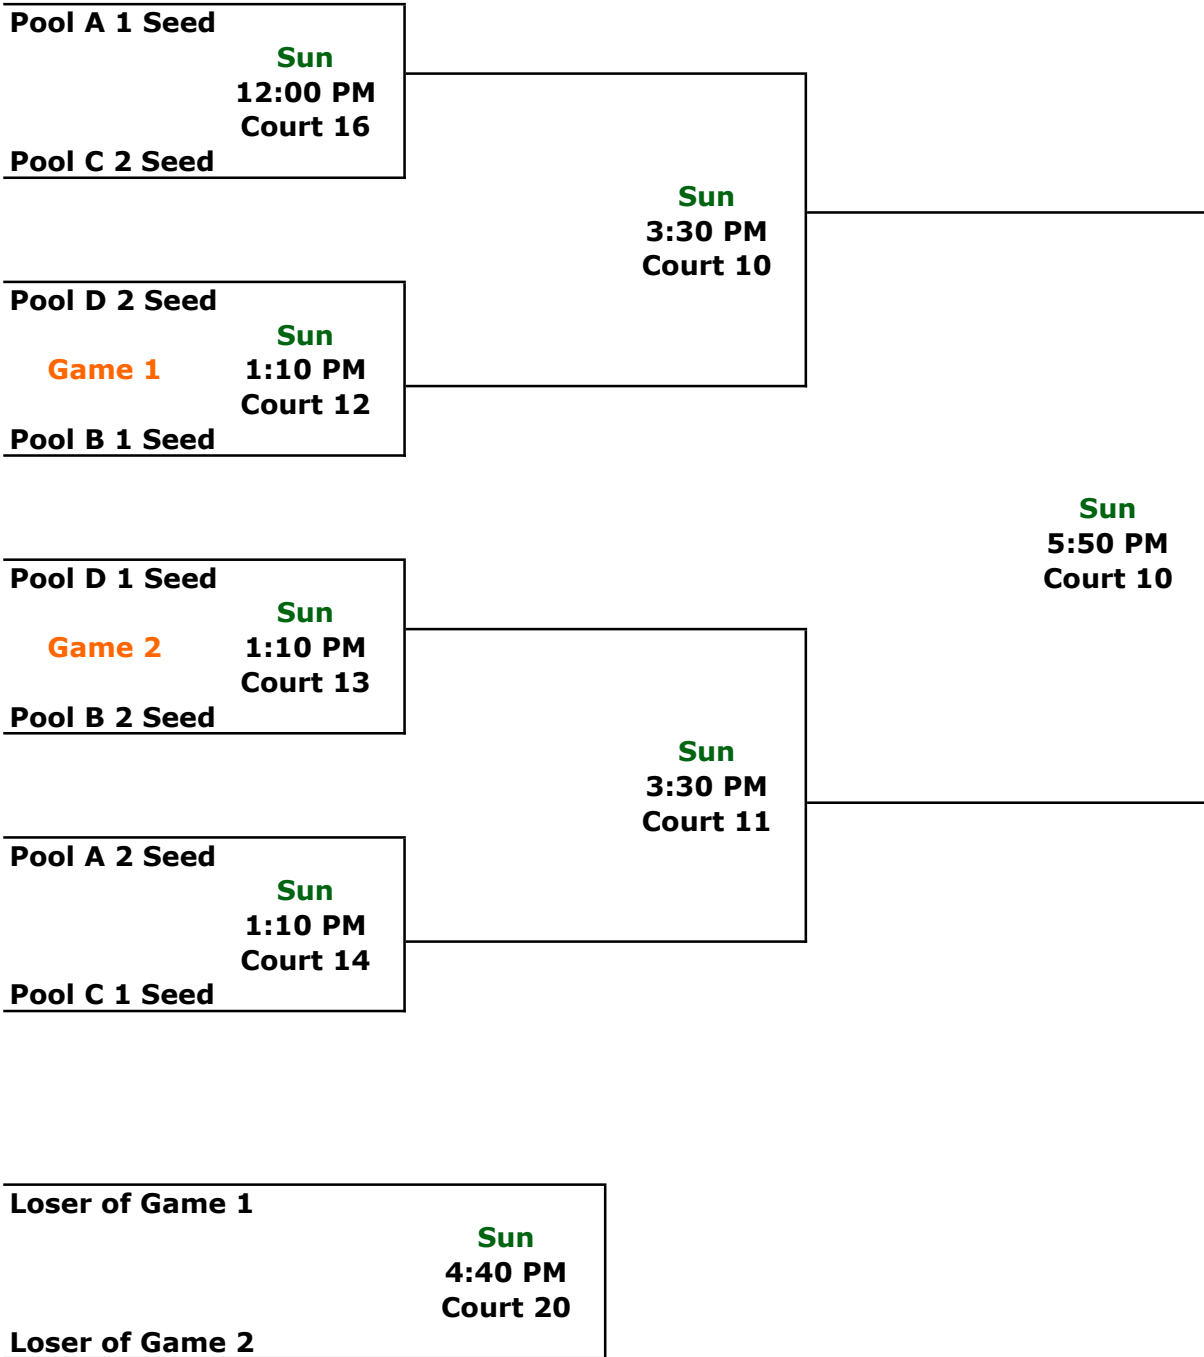 Pool A 1 Seed
Sun
12:00 PM
Court 16
Pool C 2 Seed
Sun
3:30 PM
Court 10
Pool D 2 Seed
Sun
Game 1 1:10 PM
Court 12
Pool B 1 Seed
Sun
5:50 PM
Court 10
Pool D 1 Seed
Sun
Game 2 1:10 PM
Court 13
Pool B 2 Seed
Sun
3:30 PM
Court 11
Pool A 2 Seed
Sun
1:10 PM
Court 14
Pool C 1 Seed
Loser of Game 1
Sun
4:40 PM
Court 20
Loser of Game 2